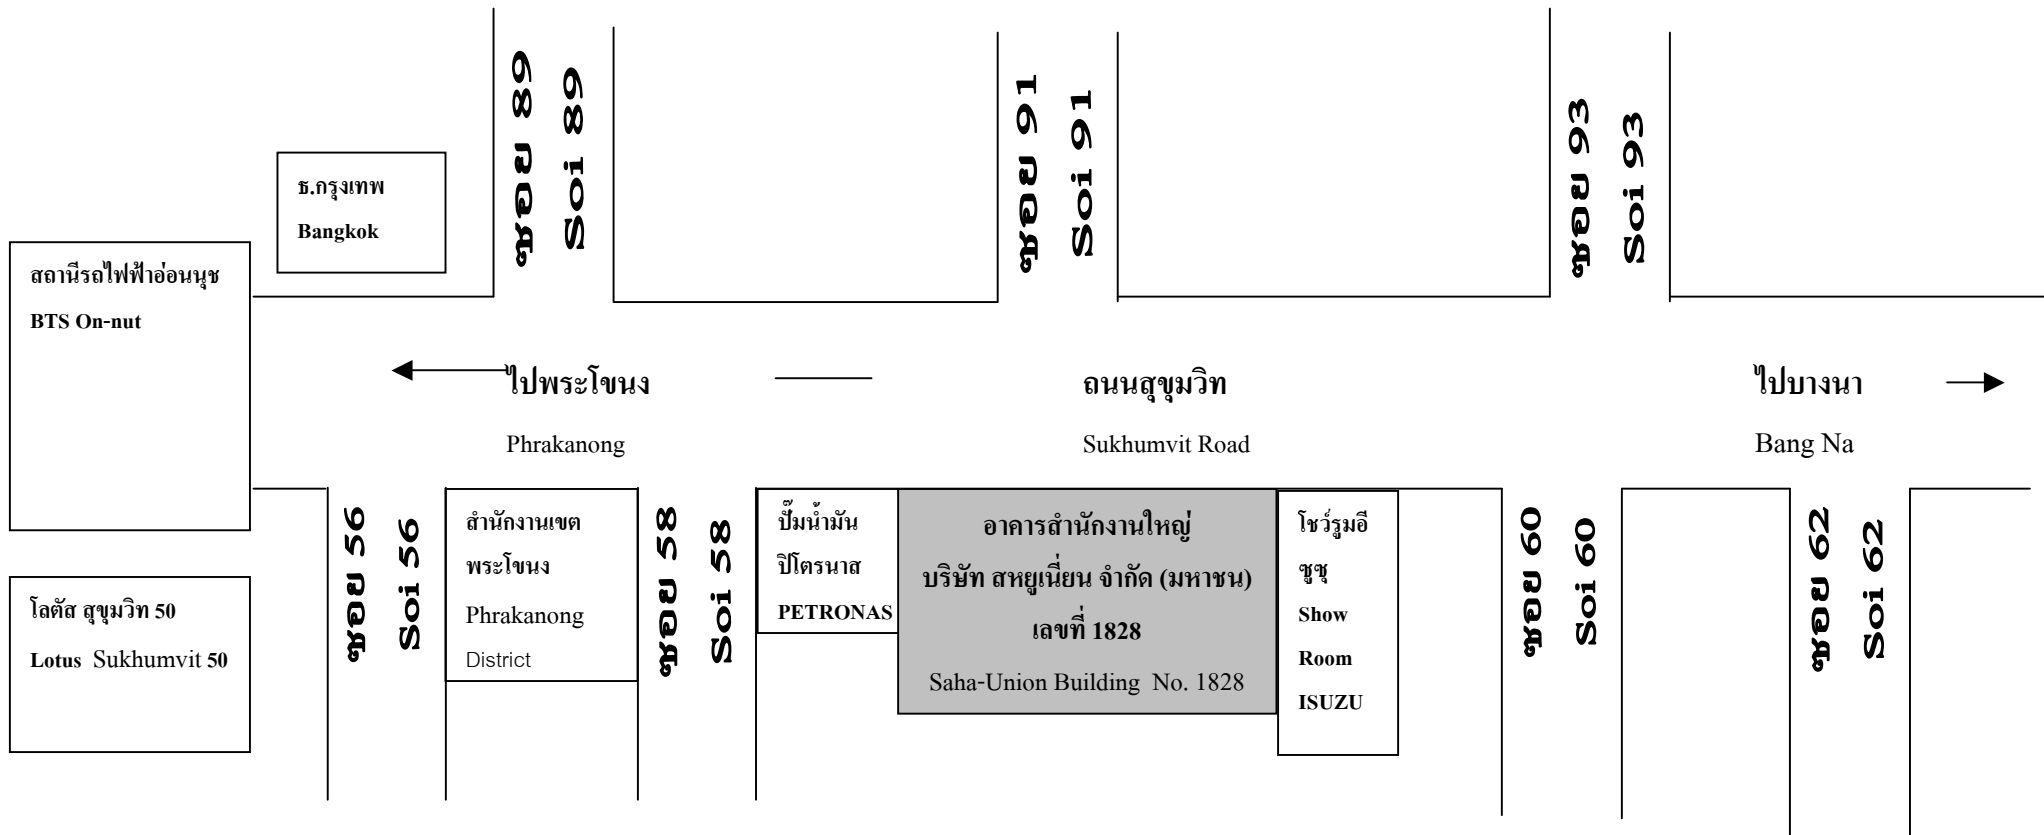 ซอย 89
Soi 89
ซอย 91
Soi 91
ซอย 93
Soi 93
ธ.กรุงเทพ
Bangkok
สถานีรถไฟฟ้าอ่อนนุช
BTS On-nut
ไปพระโขนง
Phrakanong
ถนนสุขุมวิท
Sukhumvit Road
ไปบางนา
Bang Na
โลตัส สุขุมวิท 50
Lotus Sukhumvit 50
ซอย 56
Soi 56
สำนักงานเขต
พระโขนง
Phrakanong
District
ซอย 58
Soi 58
ปั๊มน้ำมัน
ปิโตรนาส
PETRONAS
อาคารสำนักงานใหญ่
บริษัท สหยูเนี่ยน จำกัด (มหาชน)
เลขที่ 1828
Saha-Union Building No. 1828
โชว์รูมอี
ซูซุ
Show
Room
ISUZU
ซอย 60
Soi 60
ซอย 62
Soi 62